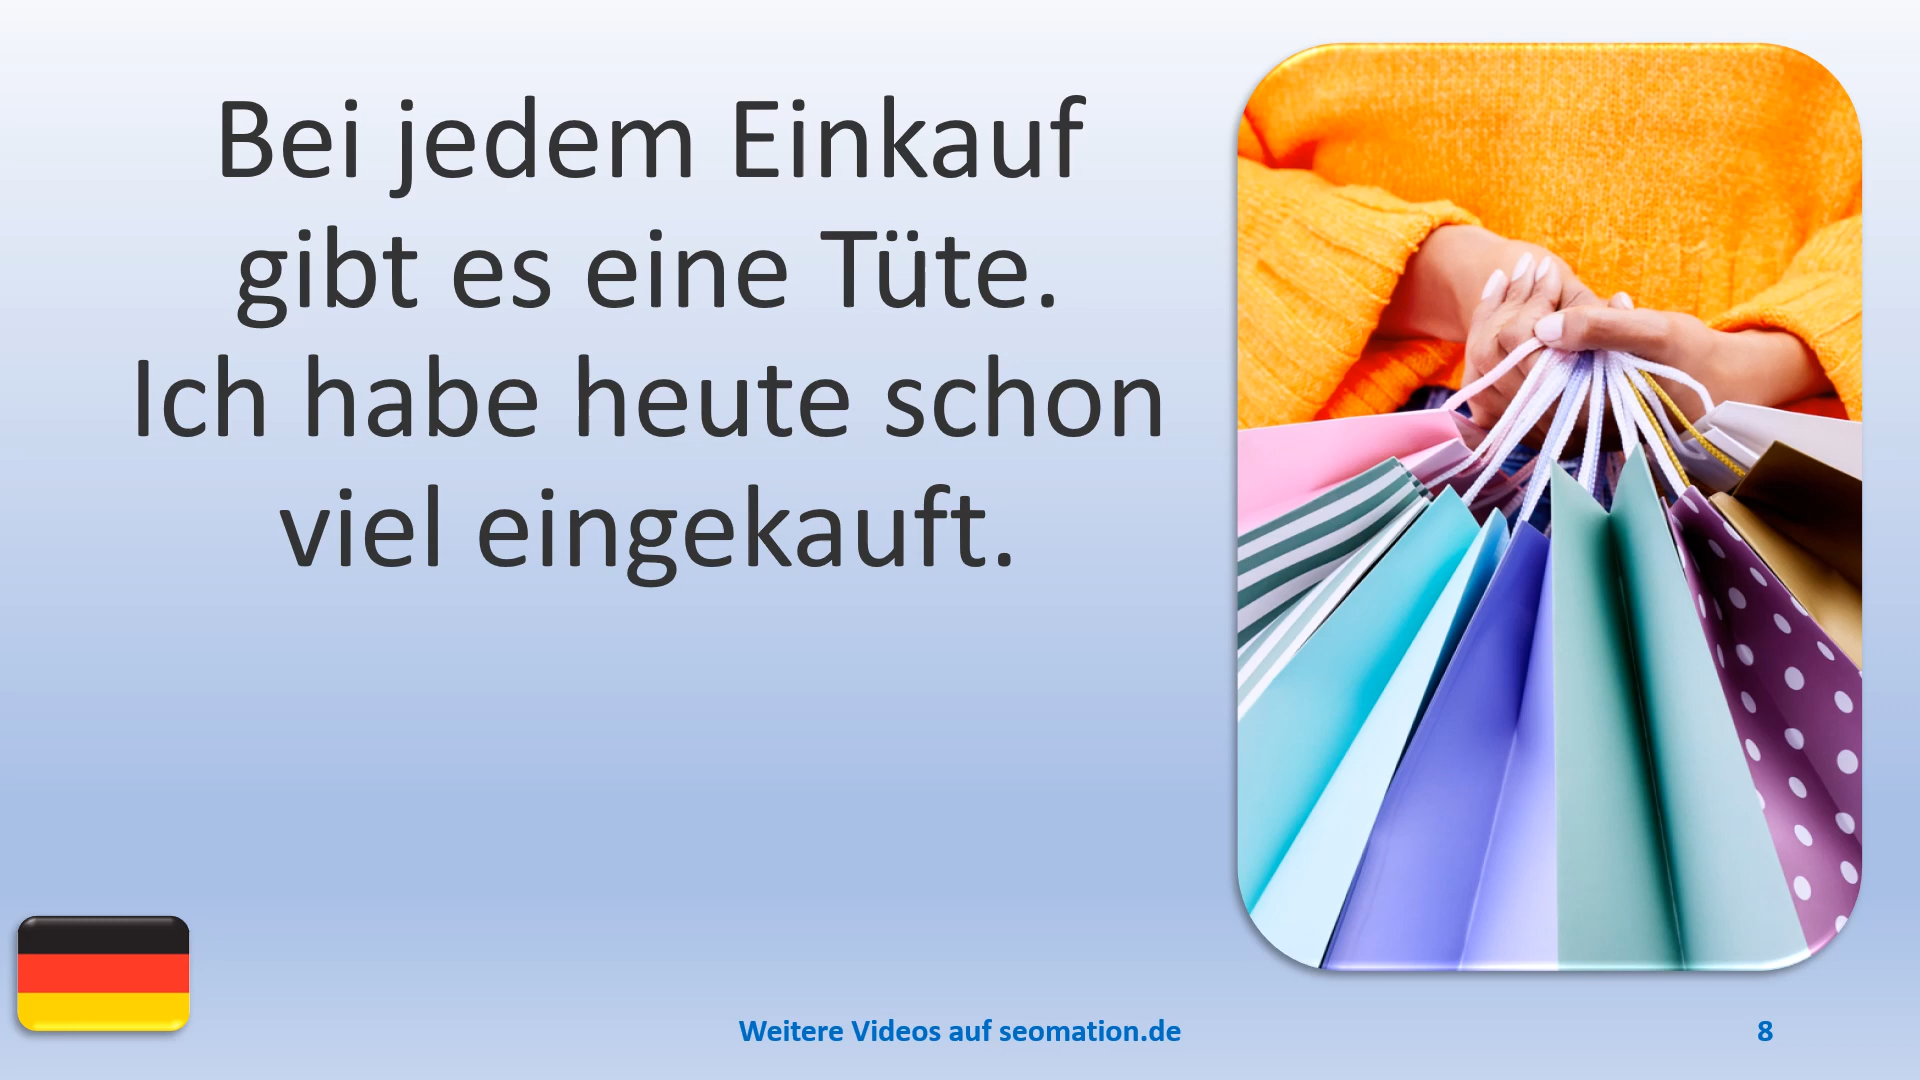 Bei jedem Einkauf
gibt es eine Tüte.
Ich habe heute schon
viel eingekauft.
Weitere Videos auf seomation.de
8